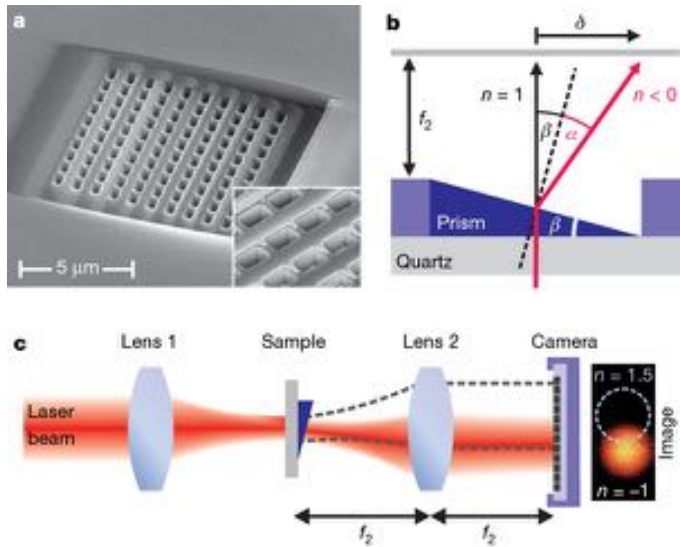 a
5 μm
b
δ
n = 1
n < 0
f₂
β
α
Prism
β
Quartz
c
Lens 1
Sample
Lens 2
Camera
Laser
beam
n = 1.5
Image
n = −1
f₂
f₂